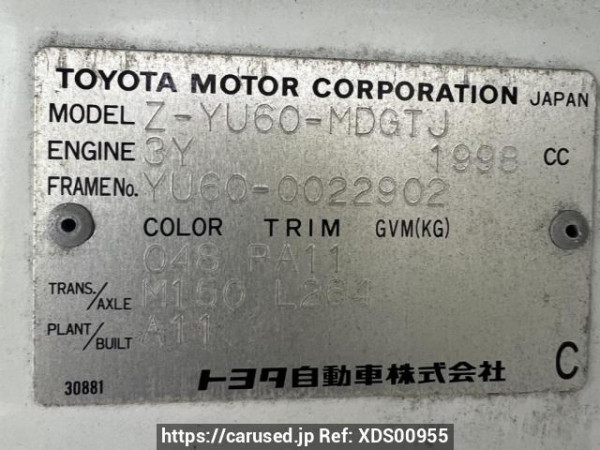 TOYOTA MOTOR CORPORATION JAPAN
MODEL Z-YU60-MDGTJ
ENGINE 3Y 1998 CC
FRAME No. YU60-0022902
COLOR TRIM GVM(KG)
048 PA11
TRANS./AXLE M150 L284
PLANT/BUILT A11
30881 トヨタ自動車株式会社 C
https://carused.jp Ref: XDS00955